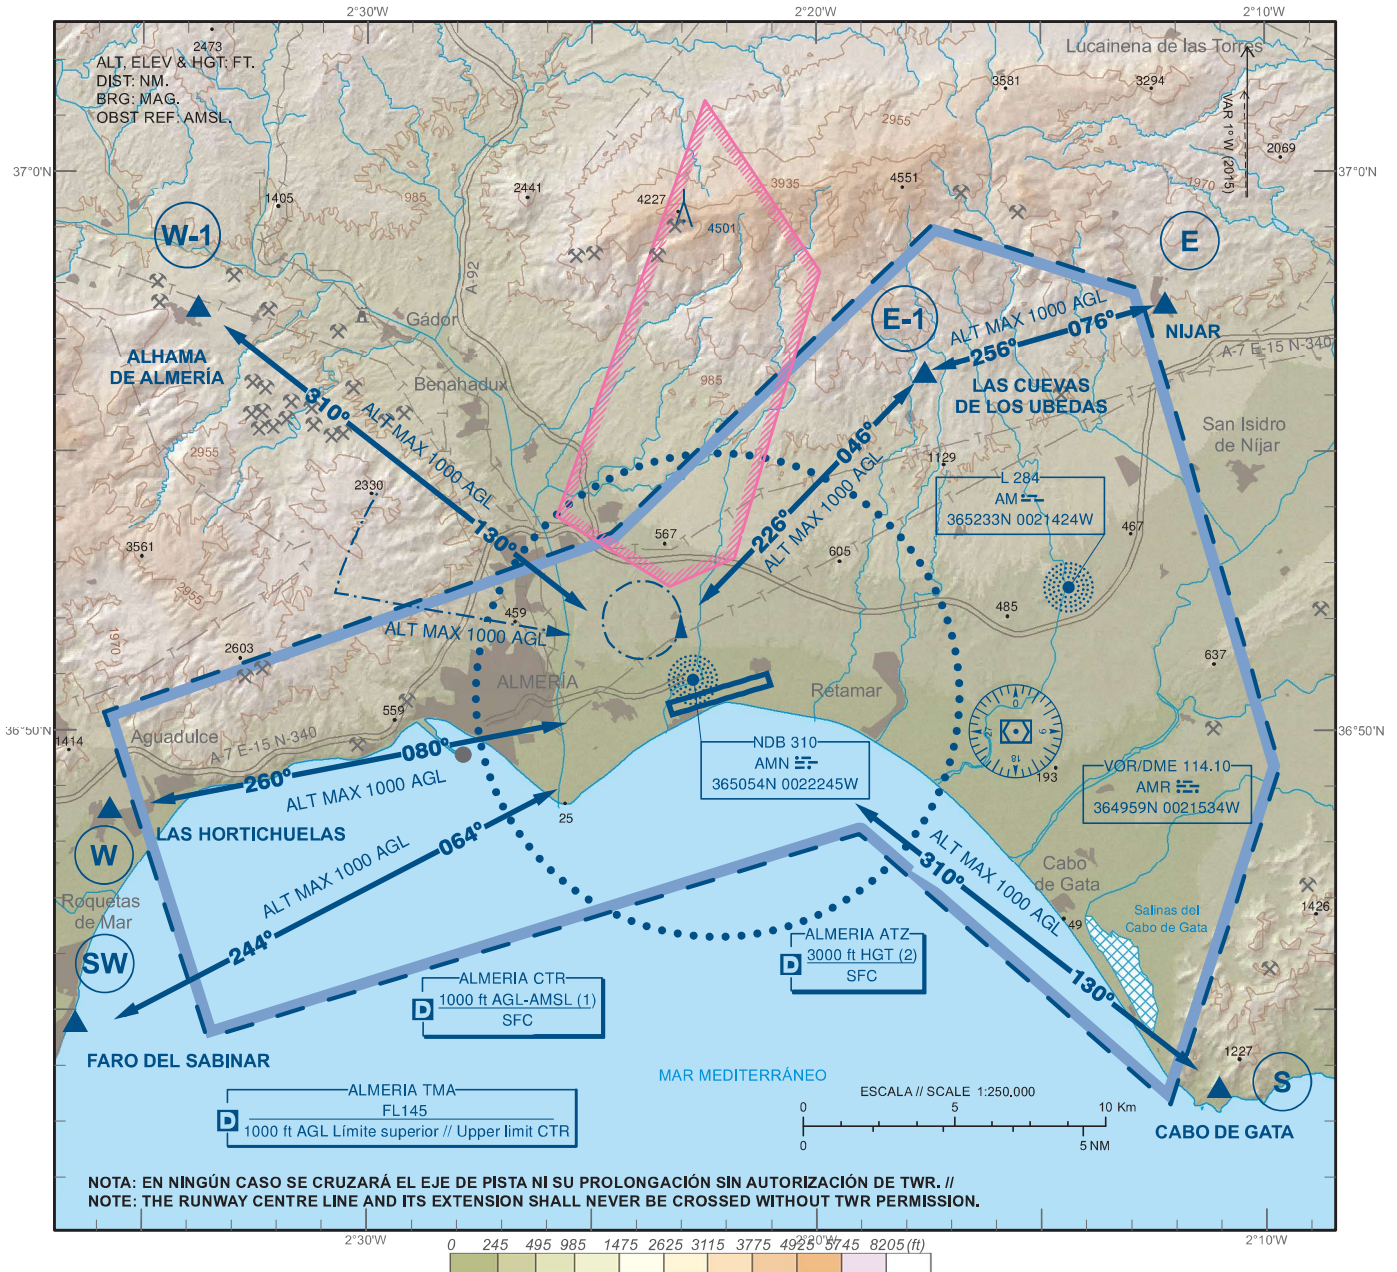 2°30'W
2°20'W
2°10'W
2473
ALT, ELEV & HGT: FT.
DIST: NM.
BRG: MAG.
OBST REF: AMSL.
Lucainena de las Torres
3581
3294
2955
VAR 1° W (2015)
2069
37°0'N
37°0'N
1405
985
2441
3935
4551
1970
4227
4501
W-1
E
A-92
E-1
ALT MAX 1000 AGL
076°
256°
NIJAR
Gádor
A-7 E-15 N-340
ALHAMA
DE ALMERÍA
Benahadux
985
LAS CUEVAS
DE LOS UBEDAS
310°
ALT MAX 1000 AGL
130°
046°
226°
ALT MAX 1000 AGL
San Isidro
de Níjar
2955
1129
2330
L 284
AM
365233N 0021424W
467
3561
567
605
2955
485
459
ALT MAX 1000 AGL
1970
2603
637
ALMERÍA
Retamar
559
36°50'N
36°50'N
1414
Aguadulce
A-7 E-15 N-340
080°
260°
ALT MAX 1000 AGL
NDB 310
AMN
365054N 0022245W
0
9
18
27
193
VOR/DME 114.10
AMR
364959N 0021534W
LAS HORTICHUELAS
W
25
064°
ALT MAX 1000 AGL
244°
ALT MAX 1000 AGL
310°
130°
Cabo
de Gata
Roquetas
de Mar
49
Salinas del
Cabo de Gata
1426
SW
ALMERIA ATZ
D
3000 ft HGT (2)
SFC
ALMERIA CTR
D
1000 ft AGL-AMSL (1)
SFC
FARO DEL SABINAR
1227
S
MAR MEDITERRÁNEO
ALMERIA TMA
FL145
D
1000 ft AGL Límite superior // Upper limit CTR
ESCALA // SCALE 1:250.000
0
5
10 Km
0
5 NM
CABO DE GATA
NOTA: EN NINGÚN CASO SE CRUZARÁ EL EJE DE PISTA NI SU PROLONGACIÓN SIN AUTORIZACIÓN DE TWR. //
NOTE: THE RUNWAY CENTRE LINE AND ITS EXTENSION SHALL NEVER BE CROSSED WITHOUT TWR PERMISSION.
2°30'W
2°20'W
2°10'W
0 245 495 985 1475 2625 3115 3775 4925 5745 8205(ft)